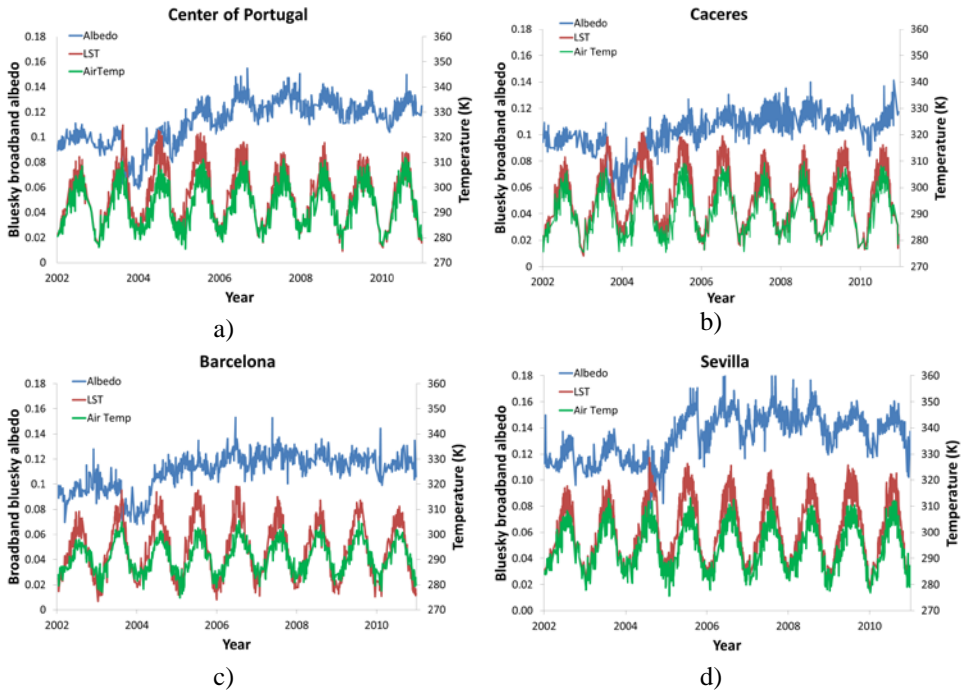 Center of Portugal
Albedo
LST
AirTemp
Bluesky broadband albedo
0.18
0.16
0.14
0.12
0.1
0.08
0.06
0.04
0.02
0
360
350
340
330
320
310
300
290
280
270
Temperature (K)
2002 2004 2006 2008 2010
Year
a)
Caceres
Albedo
LST
Air Temp
Bluesky broadband albedo
0.18
0.16
0.14
0.12
0.1
0.08
0.06
0.04
0.02
0
360
350
340
330
320
310
300
290
280
270
Temperature (K)
2002 2004 2006 2008 2010
Year
b)
Barcelona
Albedo
LST
Air Temp
Broadband bluesky albedo
0.18
0.16
0.14
0.12
0.1
0.08
0.06
0.04
0.02
0
360
350
340
330
320
310
300
290
280
270
Temperature (K)
2002 2004 2006 2008 2010
Year
c)
Sevilla
Albedo
LST
Air Temp
Bluesky broadband albedo
0.18
0.16
0.14
0.12
0.10
0.08
0.06
0.04
0.02
0.00
360
350
340
330
320
310
300
290
280
270
Temperature (K)
2002 2004 2006 2008 2010
Year
d)